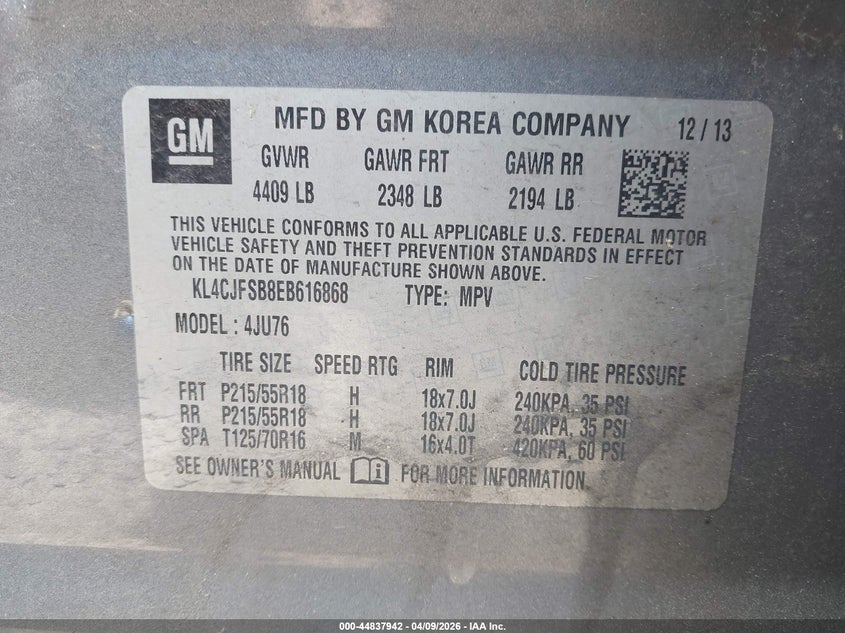 GM
MFD BY GM KOREA COMPANY 12 / 13
GVWR GAWR FRT GAWR RR
4409 LB 2348 LB 2194 LB
THIS VEHICLE CONFORMS TO ALL APPLICABLE U.S. FEDERAL MOTOR
VEHICLE SAFETY AND THEFT PREVENTION STANDARDS IN EFFECT
ON THE DATE OF MANUFACTURE SHOWN ABOVE.
KL4CJFSB8EB616868 TYPE: MPV
MODEL : 4JU76
TIRE SIZE SPEED RTG RIM COLD TIRE PRESSURE
FRT P215/55R18 H 18x7.0J 240KPA, 35 PSI
RR P215/55R18 H 18x7.0J 240KPA, 35 PSI
SPA T125/70R16 M 16x4.0T 420KPA, 60 PSI
SEE OWNER'S MANUAL i FOR MORE INFORMATION.
000-44837942 - 04/09/2026 - IAA Inc.